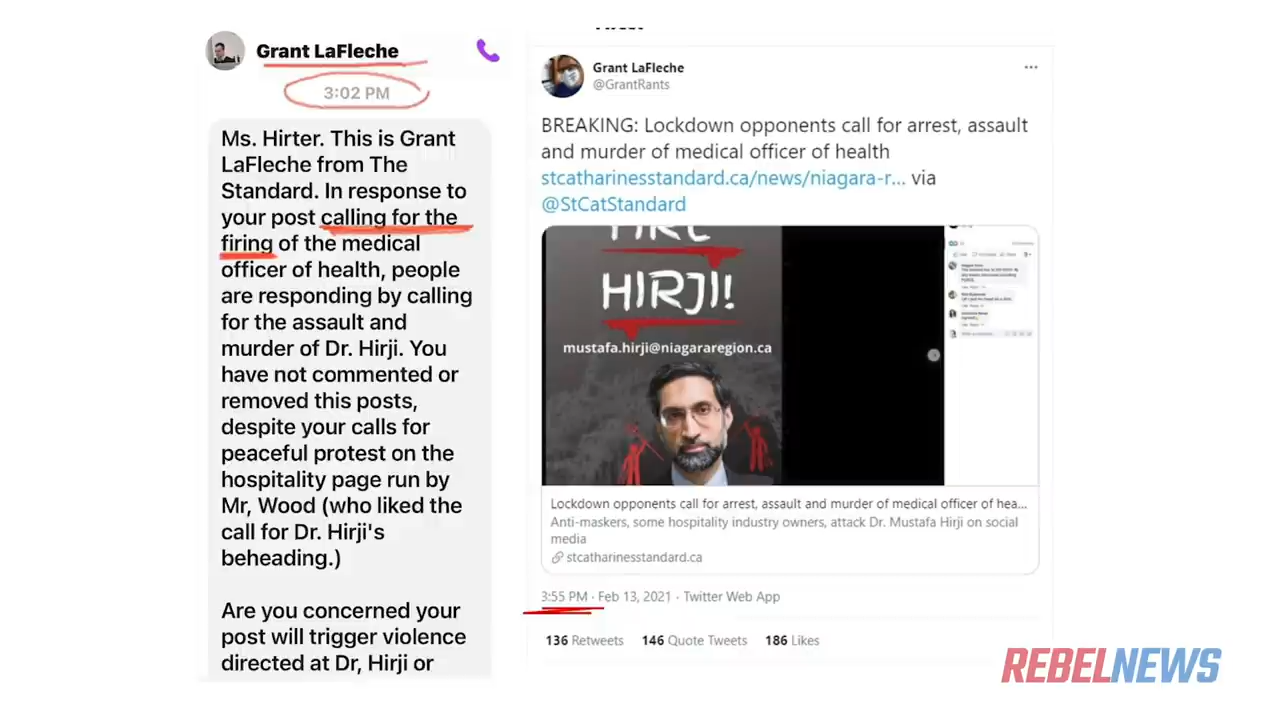 Grant LaFleche
3:02 PM
Ms. Hirter. This is Grant
LaFleche from The
Standard. In response to
your post calling for the
firing of the medical
officer of health, people
are responding by calling
for the assault and
murder of Dr. Hirji. You
have not commented or
removed this posts,
despite your calls for
peaceful protest on the
hospitality page run by
Mr, Wood (who liked the
call for Dr. Hirji's
beheading.)
Are you concerned your
post will trigger violence
directed at Dr, Hirji or
Grant LaFleche
@GrantRants
BREAKING: Lockdown opponents call for arrest, assault
and murder of medical officer of health
stcatharinesstandard.ca/news/niagara-r... via
@StCatStandard
HIRJI!
mustafa.hirji@niagararegion.ca
Lockdown opponents call for arrest, assault and murder of medical officer of hea...
Anti-maskers, some hospitality industry owners, attack Dr. Mustafa Hirji on social
media
stcatharinesstandard.ca
3:55 PM · Feb 13, 2021 · Twitter Web App
136 Retweets 146 Quote Tweets 186 Likes
REBELNEWS